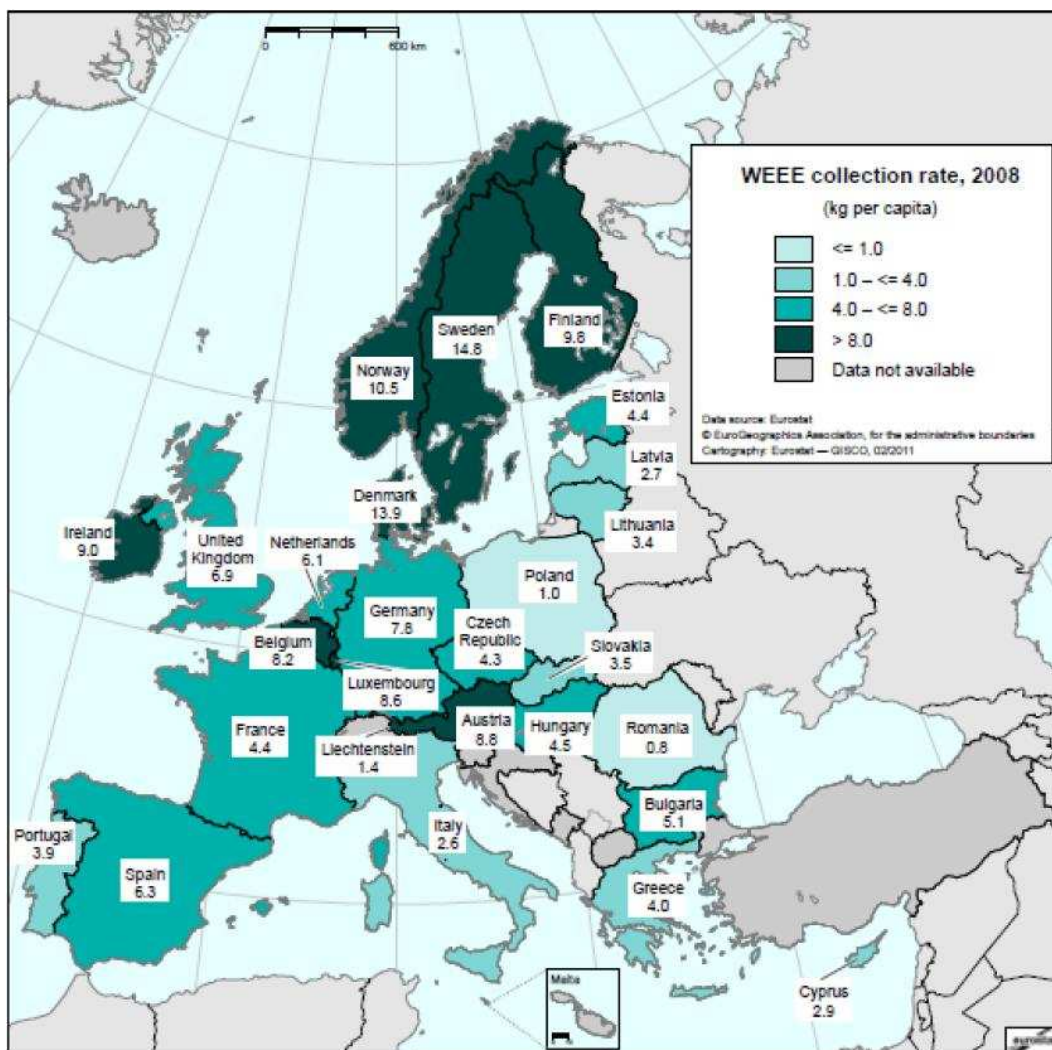 0
600 km
WEEE collection rate, 2008
(kg per capita)
<= 1.0
1.0 – <= 4.0
4.0 – <= 8.0
> 8.0
Data not available
Data source: Eurostat
© EuroGeographics Association, for the administrative boundaries
Cartography: Eurostat — GISCO, 02/2011
Finland
9.8
Sweden
14.8
Norway
10.5
Estonia
4.4
Latvia
2.7
Denmark
13.9
Lithuania
3.4
Ireland
9.0
United
Kingdom
6.9
Netherlands
6.1
Poland
1.0
Germany
7.8
Czech
Republic
4.3
Slovakia
3.5
Belgium
8.2
Luxembourg
8.6
France
4.4
Austria
8.8
Hungary
4.5
Romania
0.8
Liechtenstein
1.4
Bulgaria
5.1
Portugal
3.9
Italy
2.6
Spain
6.3
Greece
4.0
Malta
Cyprus
2.9